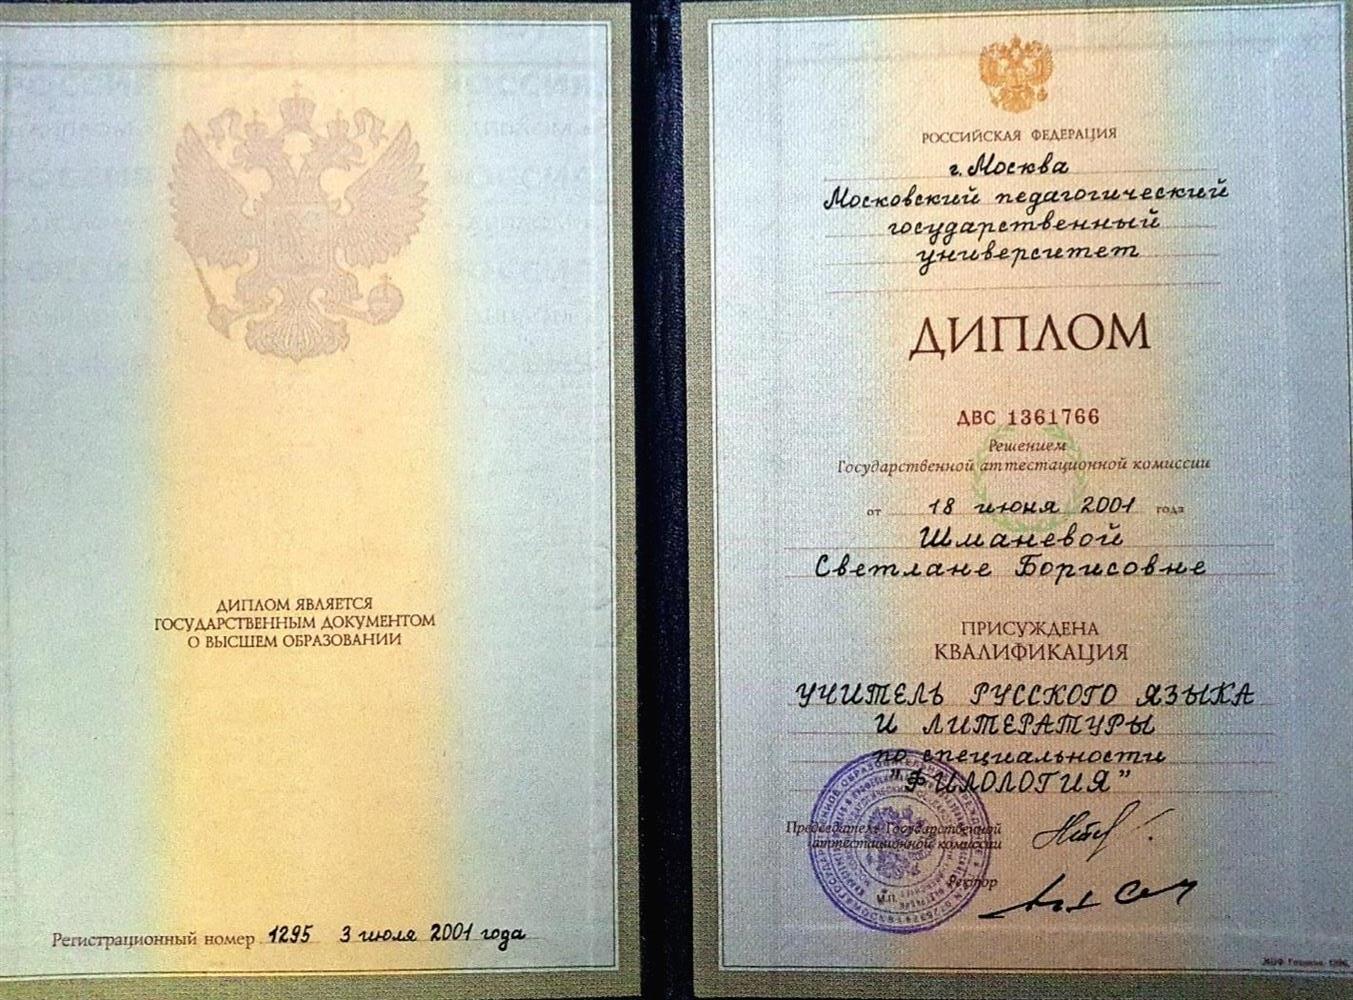 ДИПЛОМ ЯВЛЯЕТСЯ
ГОСУДАРСТВЕННЫМ ДОКУМЕНТОМ
О ВЫСШЕМ ОБРАЗОВАНИИ
Регистрационный номер 1295 3 июля 2001 года
РОССИЙСКАЯ ФЕДЕРАЦИЯ
г. Москва
Московский педагогический
государственный
университет
ДИПЛОМ
ДВС 1361766
Решением
Государственной аттестационной комиссии
от 18 июня 2001 года
Шманевой
Светлане Борисовне
ПРИСУЖДЕНА
КВАЛИФИКАЦИЯ
УЧИТЕЛЬ РУССКОГО ЯЗЫКА
И ЛИТЕРАТУРЫ
по специальности
"ФИЛОЛОГИЯ"
Председатель Государственной
аттестационной комиссии
Ректор